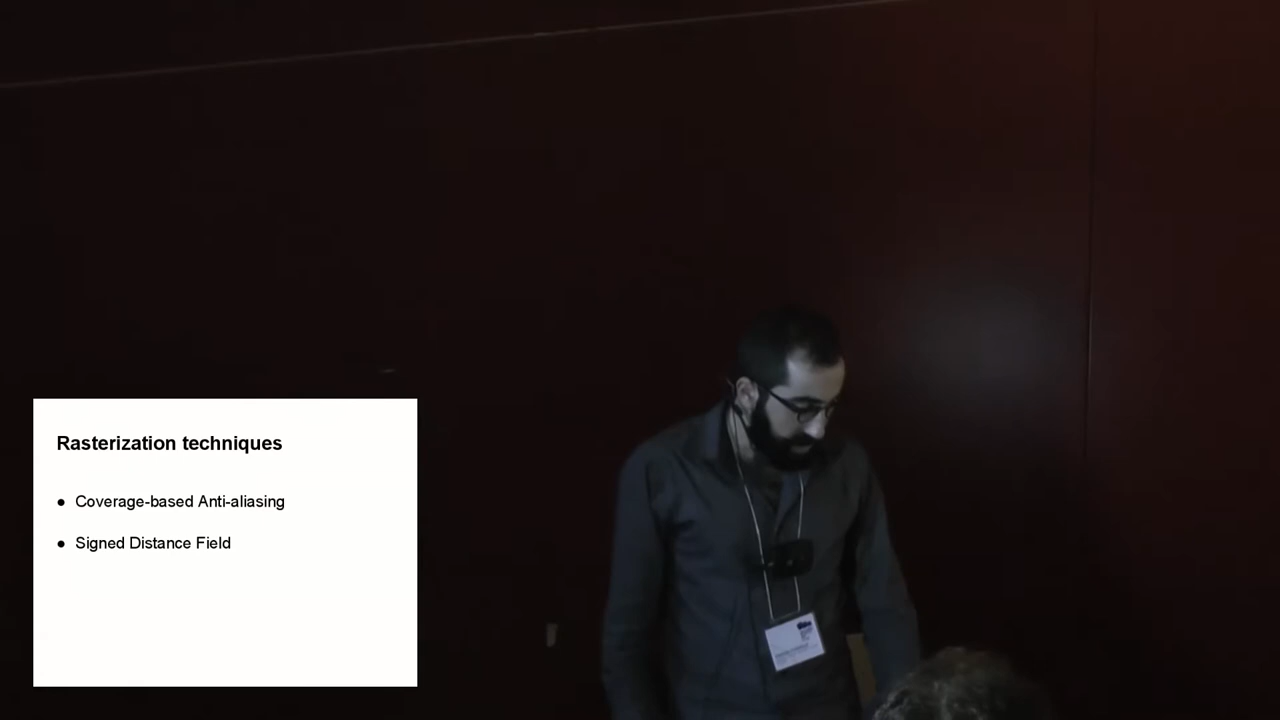 Rasterization techniques
● Coverage-based Anti-aliasing
● Signed Distance Field